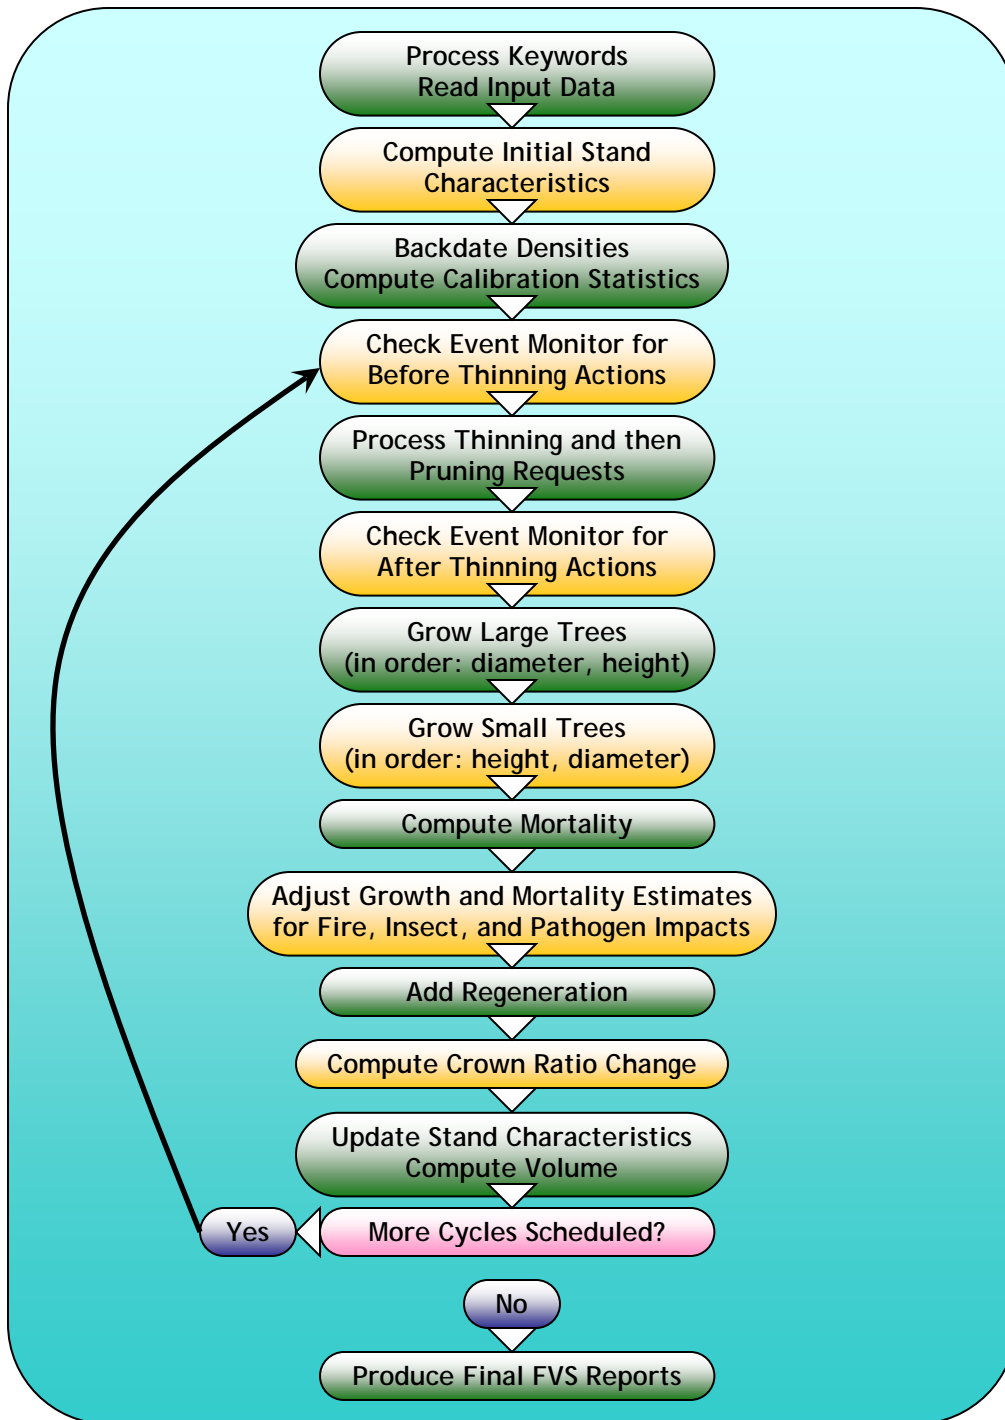 Process Keywords
Read Input Data
Compute Initial Stand
Characteristics
Backdate Densities
Compute Calibration Statistics
Check Event Monitor for
Before Thinning Actions
Process Thinning and then
Pruning Requests
Check Event Monitor for
After Thinning Actions
Grow Large Trees
(in order: diameter, height)
Grow Small Trees
(in order: height, diameter)
Compute Mortality
Adjust Growth and Mortality Estimates
for Fire, Insect, and Pathogen Impacts
Add Regeneration
Compute Crown Ratio Change
Update Stand Characteristics
Compute Volume
Yes
More Cycles Scheduled?
No
Produce Final FVS Reports